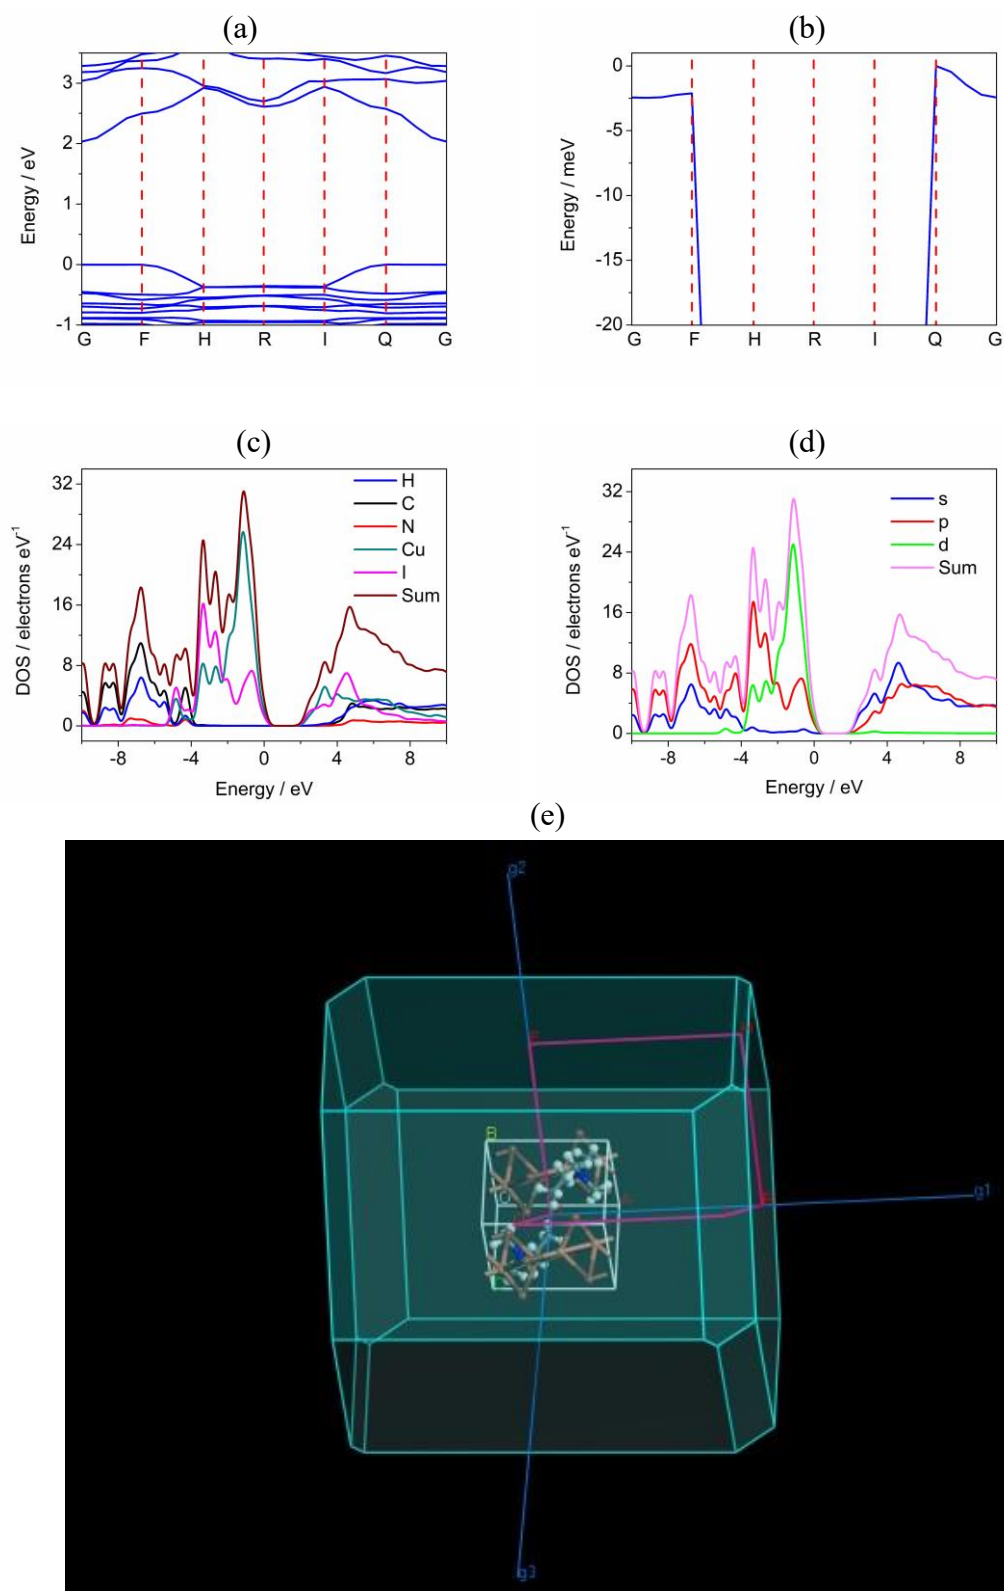 (a)
Energy / eV
3
2
1
0
-1
G F H R I Q G
(b)
Energy / meV
0
-5
-10
-15
-20
G F H R I Q G
(c)
DOS / electrons eV⁻¹
32
24
16
8
0
H
C
N
Cu
I
Sum
-8 -4 0 4 8
Energy / eV
(d)
DOS / electrons eV⁻¹
32
24
16
8
0
s
p
d
Sum
-8 -4 0 4 8
Energy / eV
(e)
g2
B
g1
g3